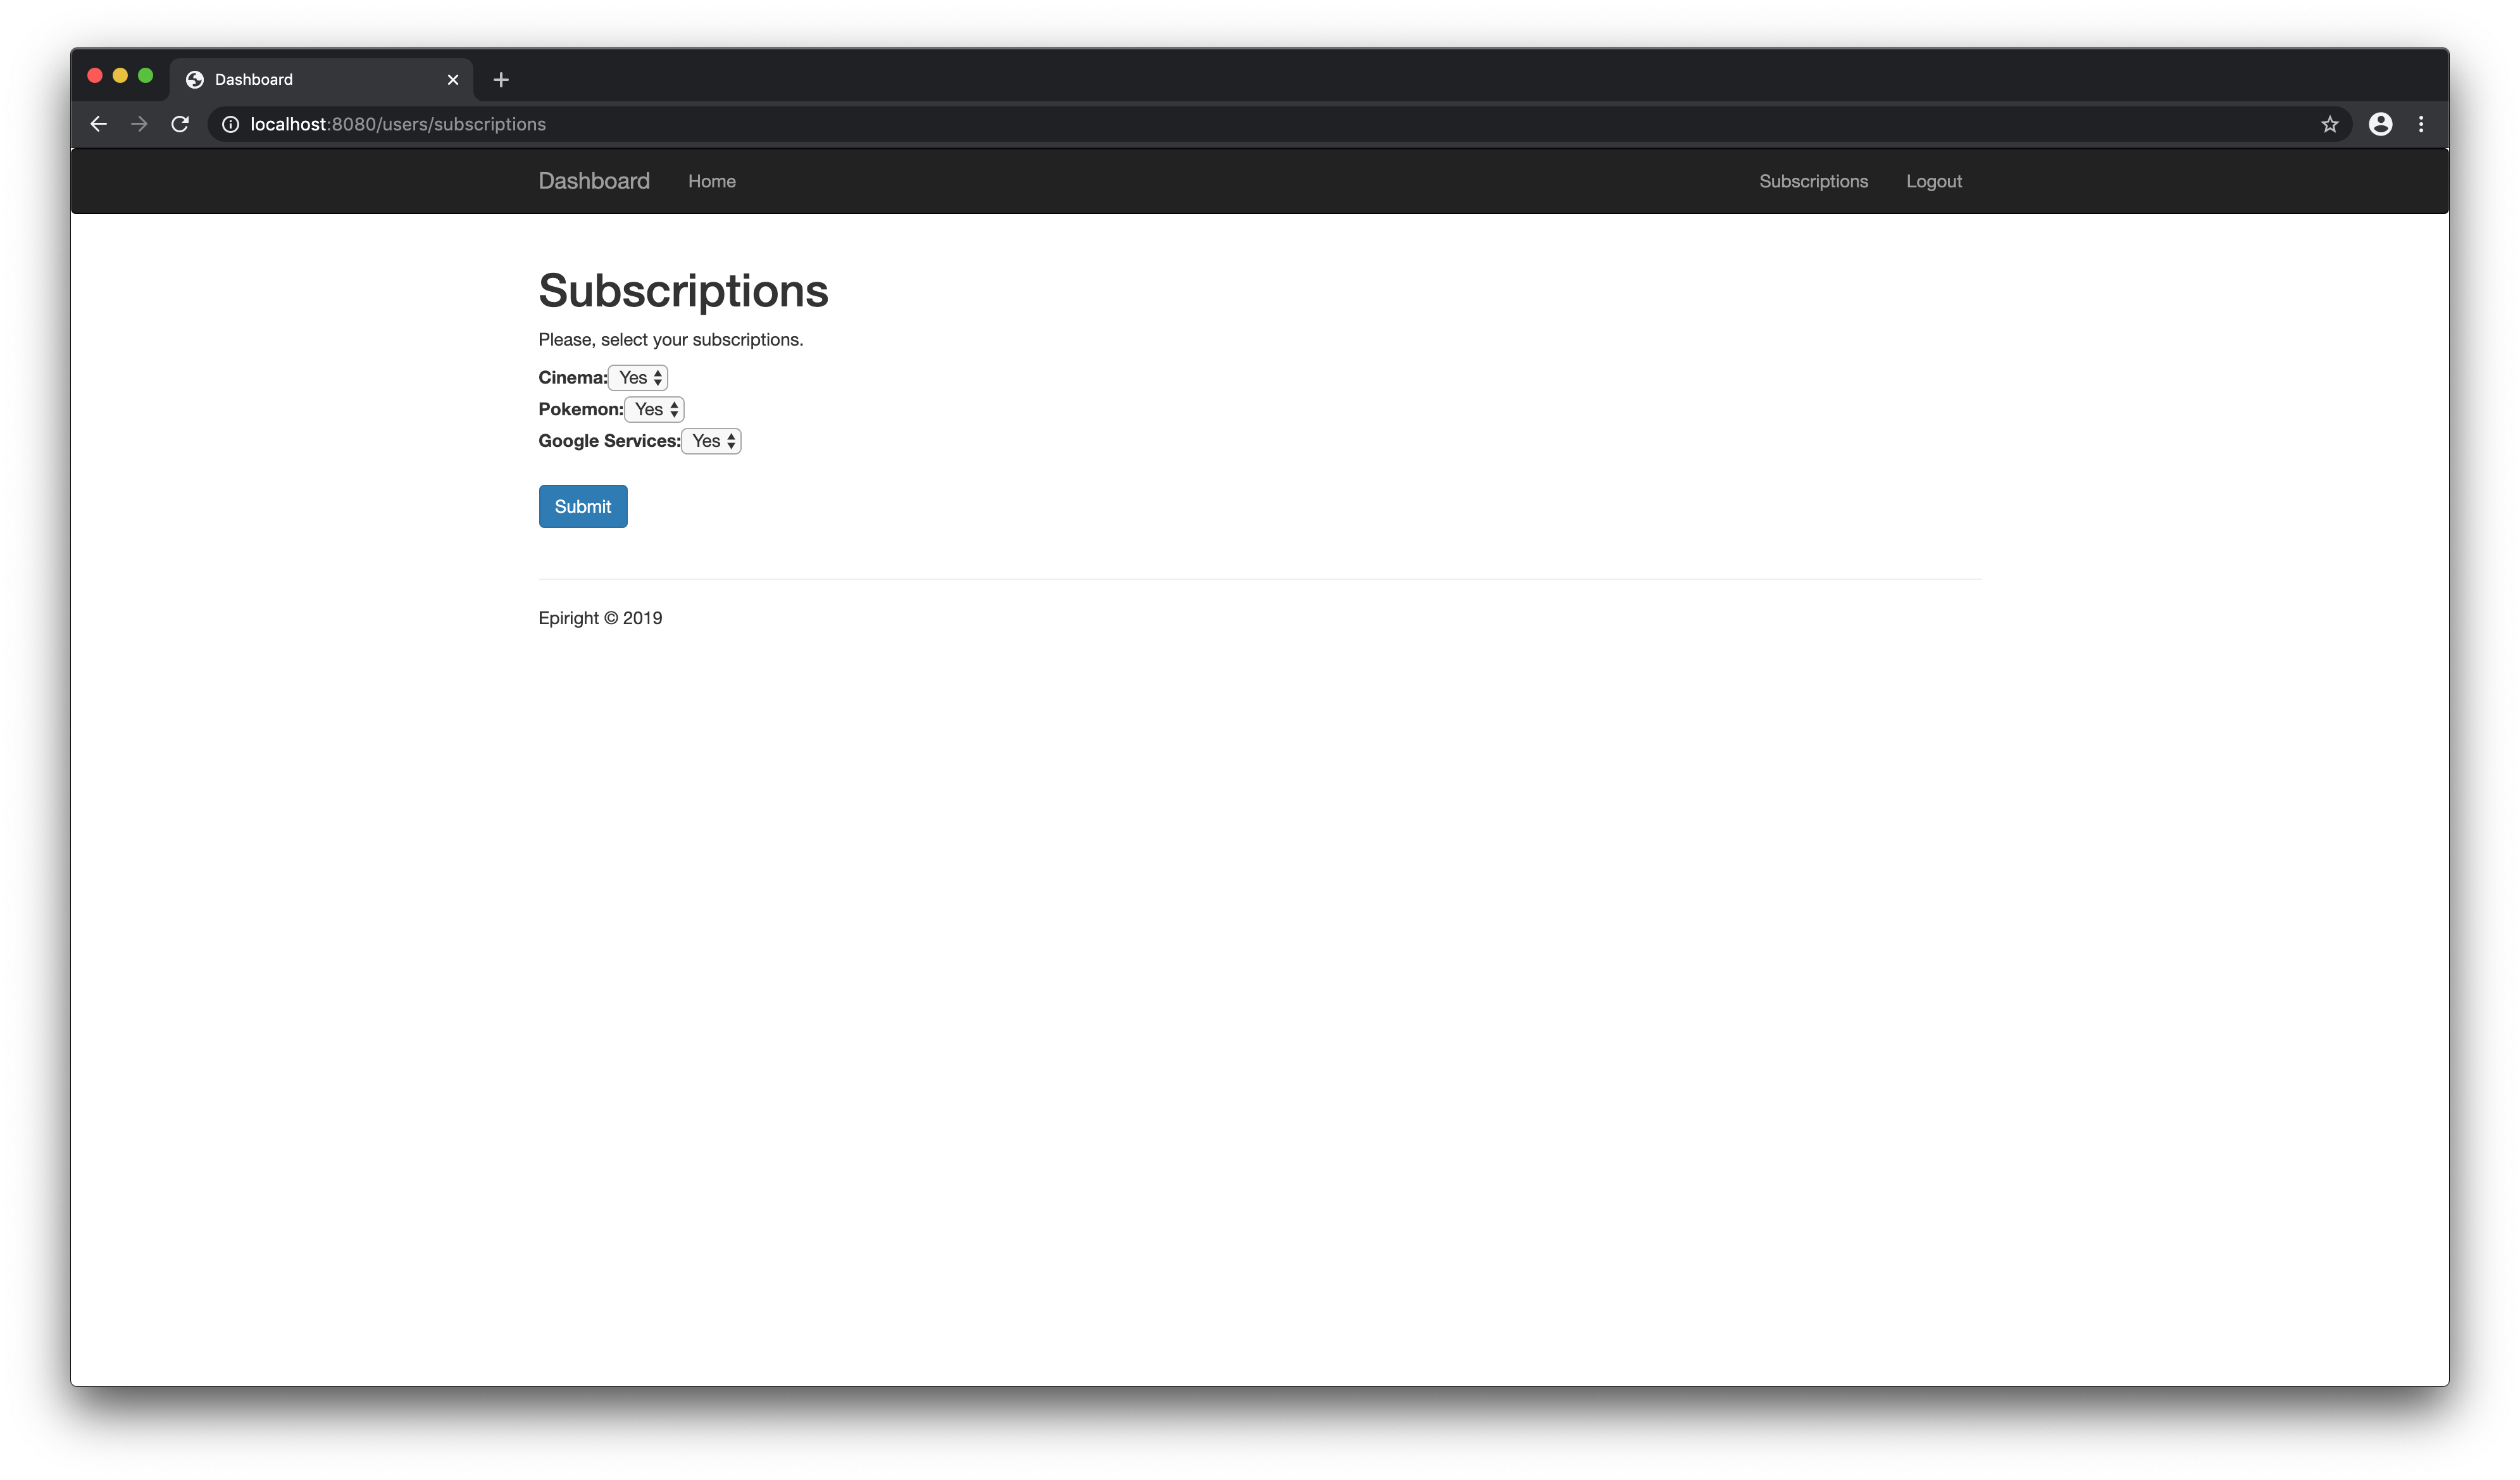 Dashboard
localhost:8080/users/subscriptions
Dashboard Home Subscriptions Logout
Subscriptions
Please, select your subscriptions.
Cinema: Yes
Pokemon: Yes
Google Services: Yes
Submit
Epiright © 2019